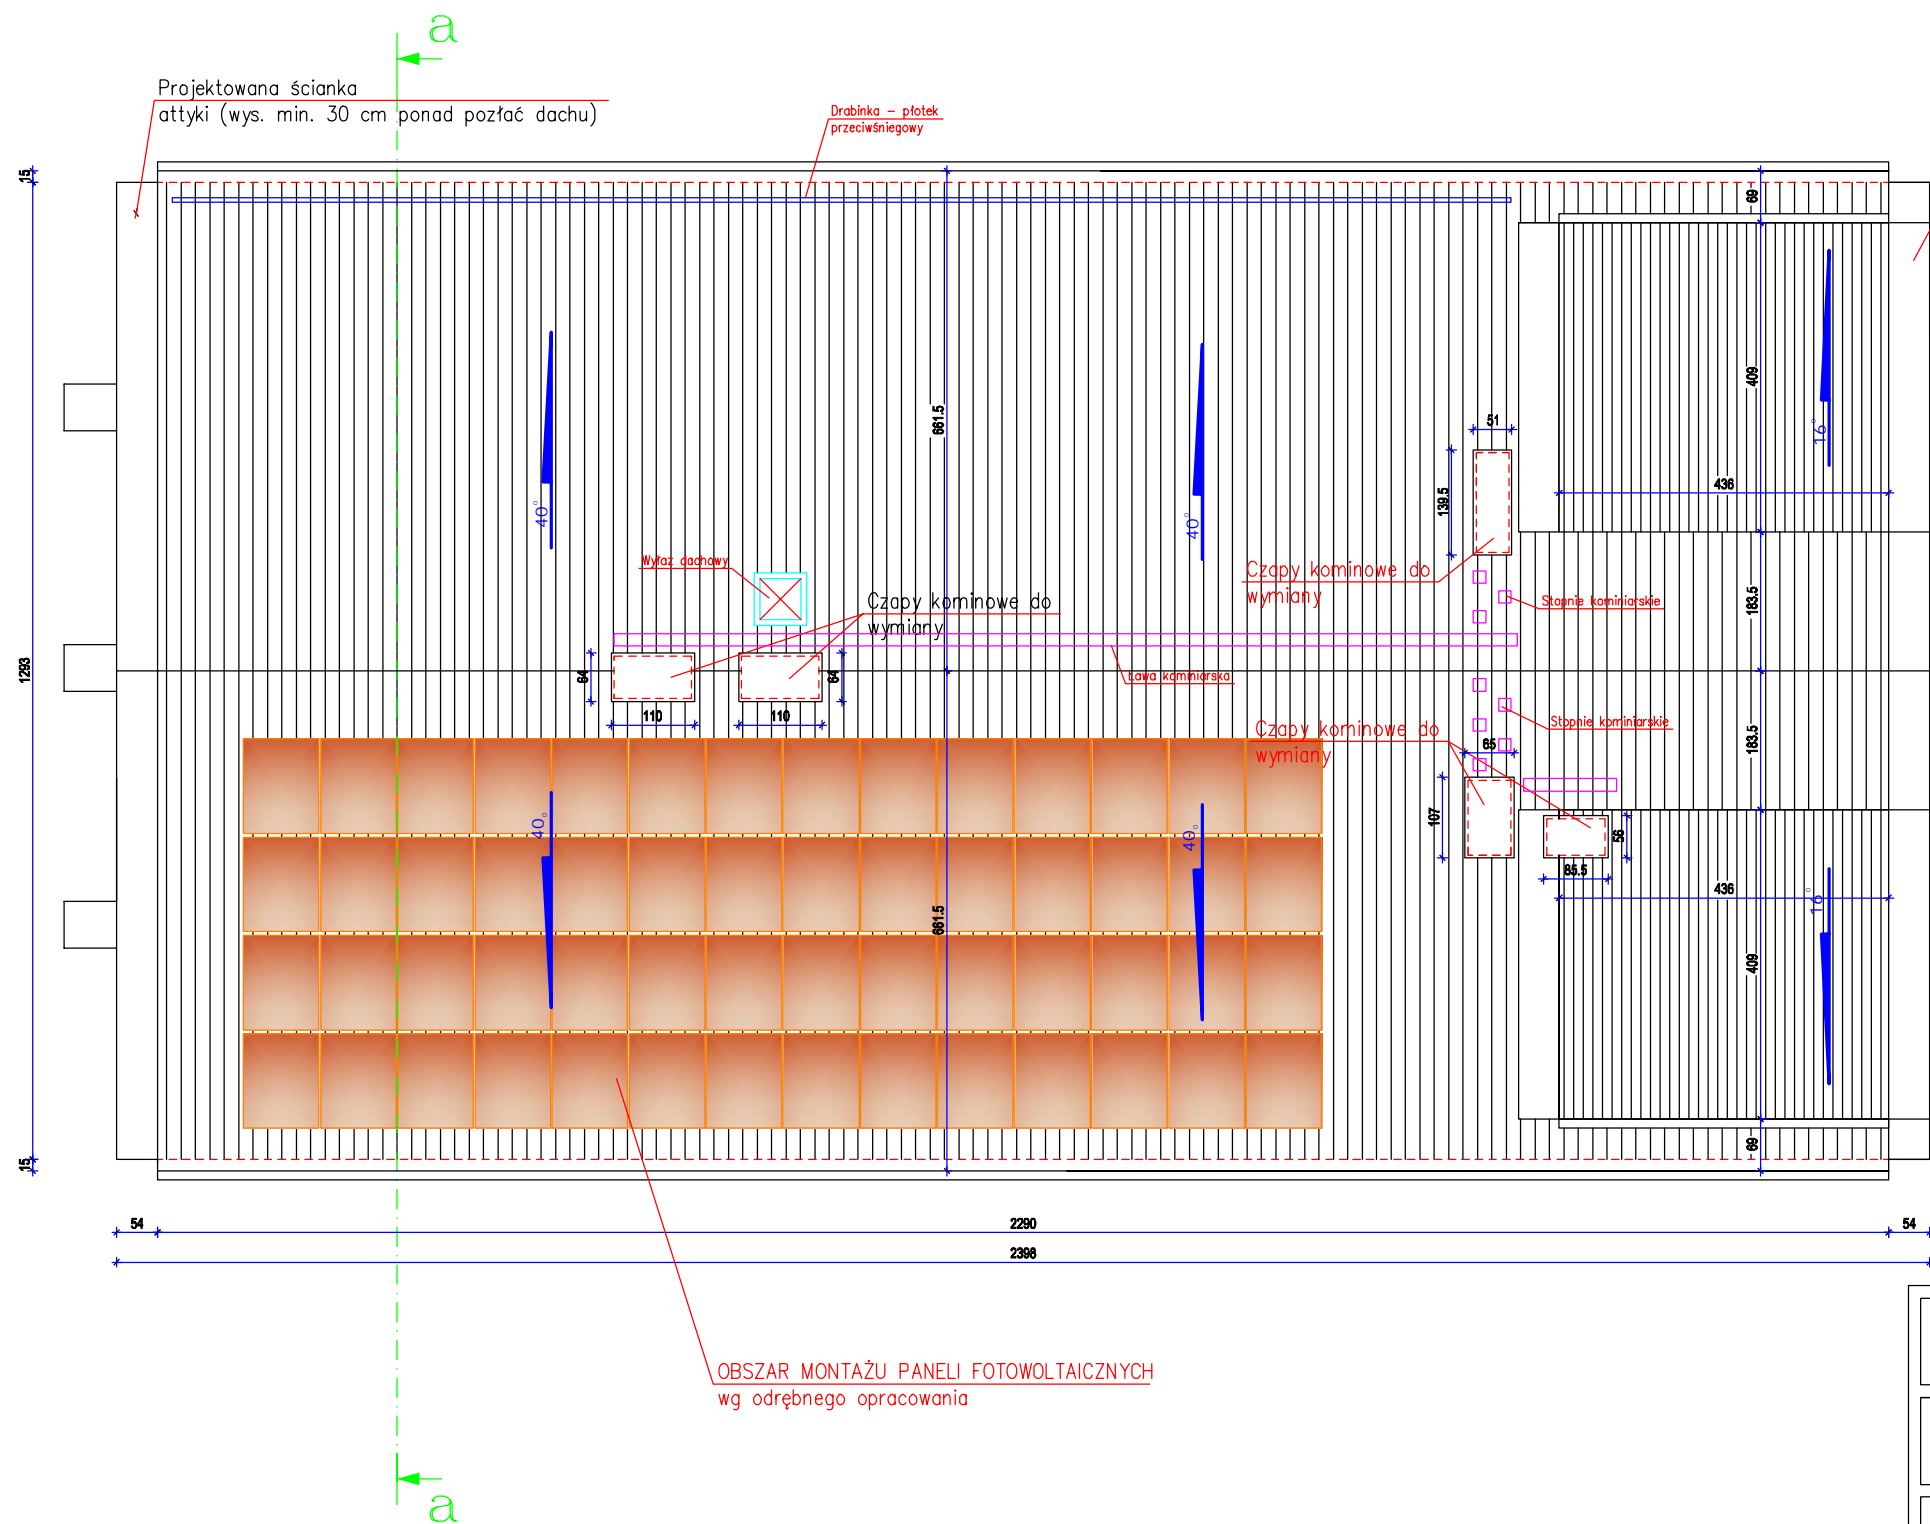 a
Projektowana ścianka
attyki (wys. min. 30 cm ponad pozłać dachu)
Drabinka – płotek
przeciwśniegowy
15
69
661.5
409
51
16°
436
139.5
40°
40°
Wyłaz dachowy
Czapy kominowe do
wymiany
Czapy kominowe do
wymiany
Stopnie kominiarskie
183.5
1293
64
64
Ława kominiarska
110
110
Czapy kominowe do
wymiany
Stopnie kominiarskie
65
183.5
40°
40°
107
56
85.5
436
16°
661.5
409
69
15
54
2290
54
2398
OBSZAR MONTAŻU PANELI FOTOWOLTAICZNYCH
wg odrębnego opracowania
a